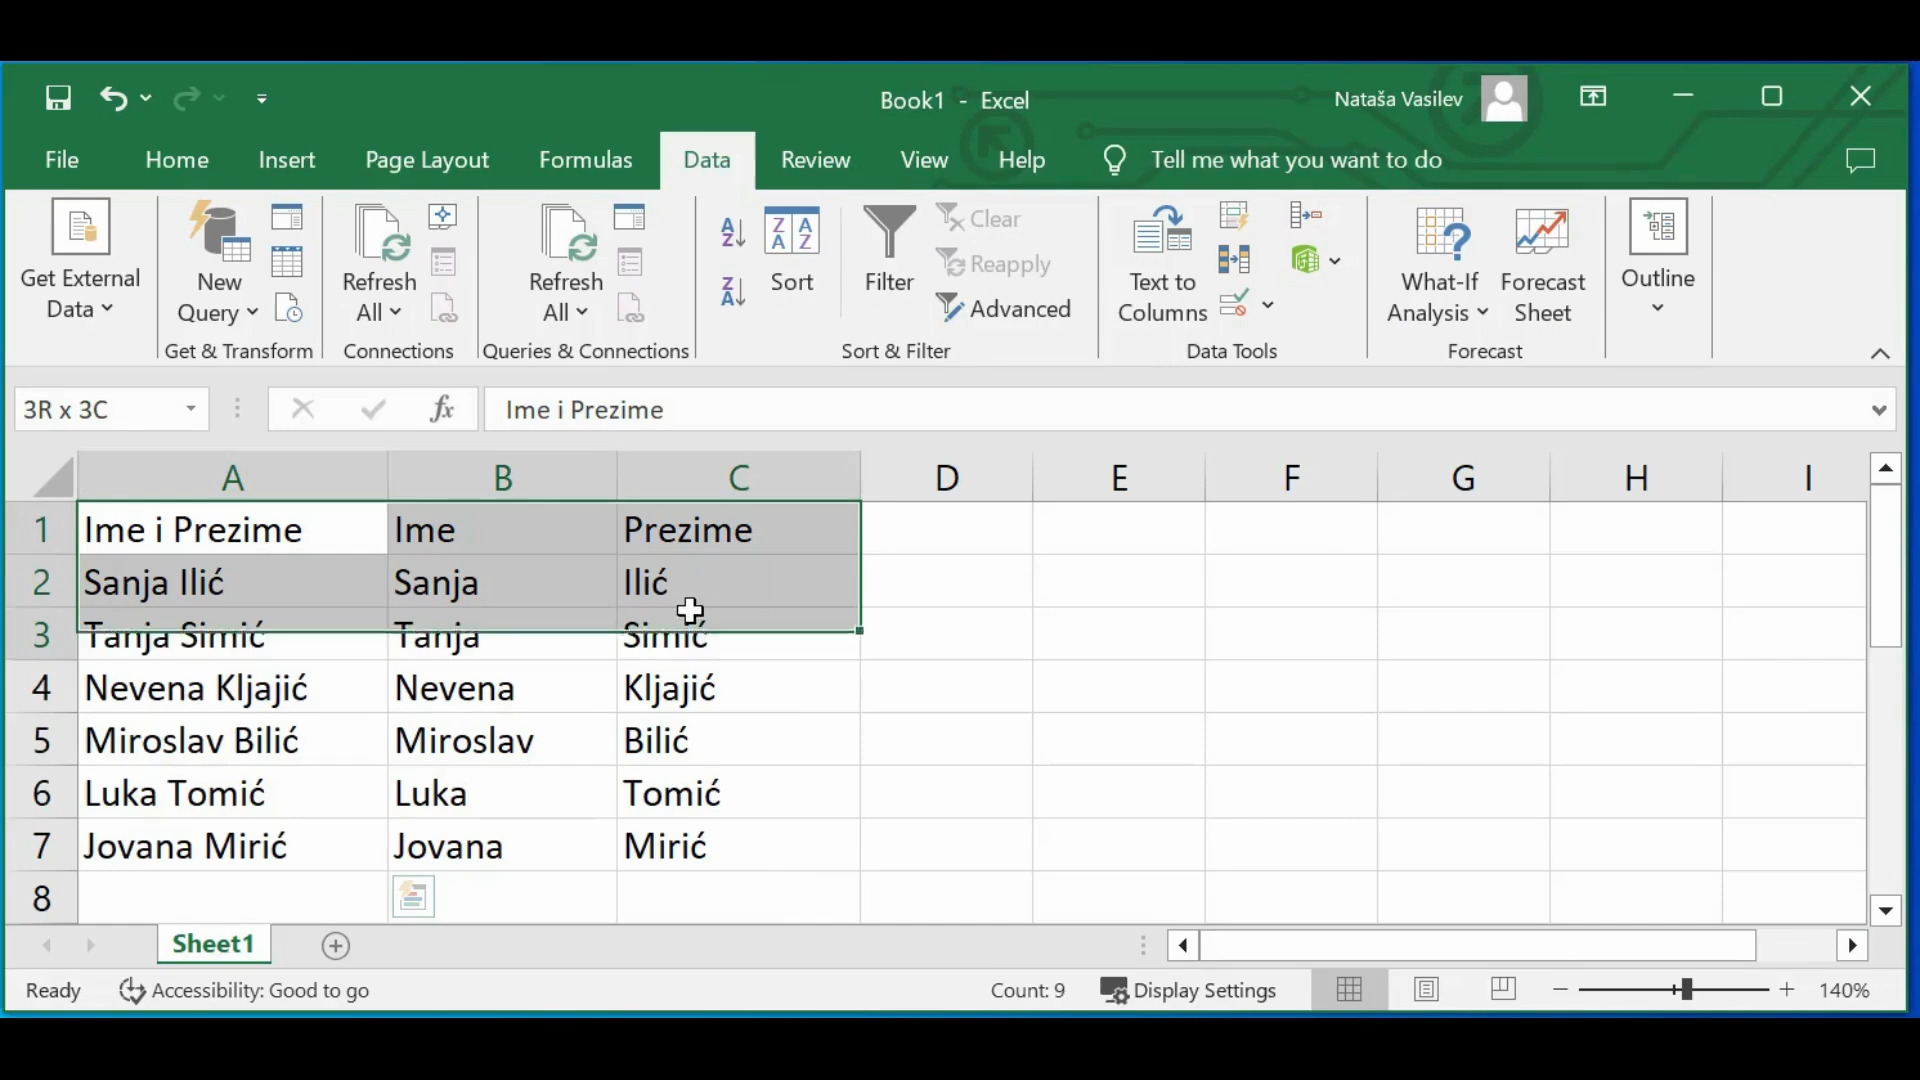 Book1 - Excel
Nataša Vasilev
File Home Insert Page Layout Formulas Data Review View Help Tell me what you want to do
Get External Data
New Query
Get & Transform
Refresh All
Connections
Refresh All
Queries & Connections
A Z
Z A
Z A A Z
Sort
Filter
Clear
Reapply
Advanced
Sort & Filter
Text to Columns
Data Tools
What-If Analysis
Forecast Sheet
Forecast
Outline
3R x 3C fx Ime i Prezime
A B C D E F G H I
1 Ime i Prezime Ime Prezime
2 Sanja Ilić Sanja Ilić
3 Tanja Simić Tanja Simić
4 Nevena Kljajić Nevena Kljajić
5 Miroslav Bilić Miroslav Bilić
6 Luka Tomić Luka Tomić
7 Jovana Mirić Jovana Mirić
8
Sheet1
Ready Accessibility: Good to go Count: 9 Display Settings 140%